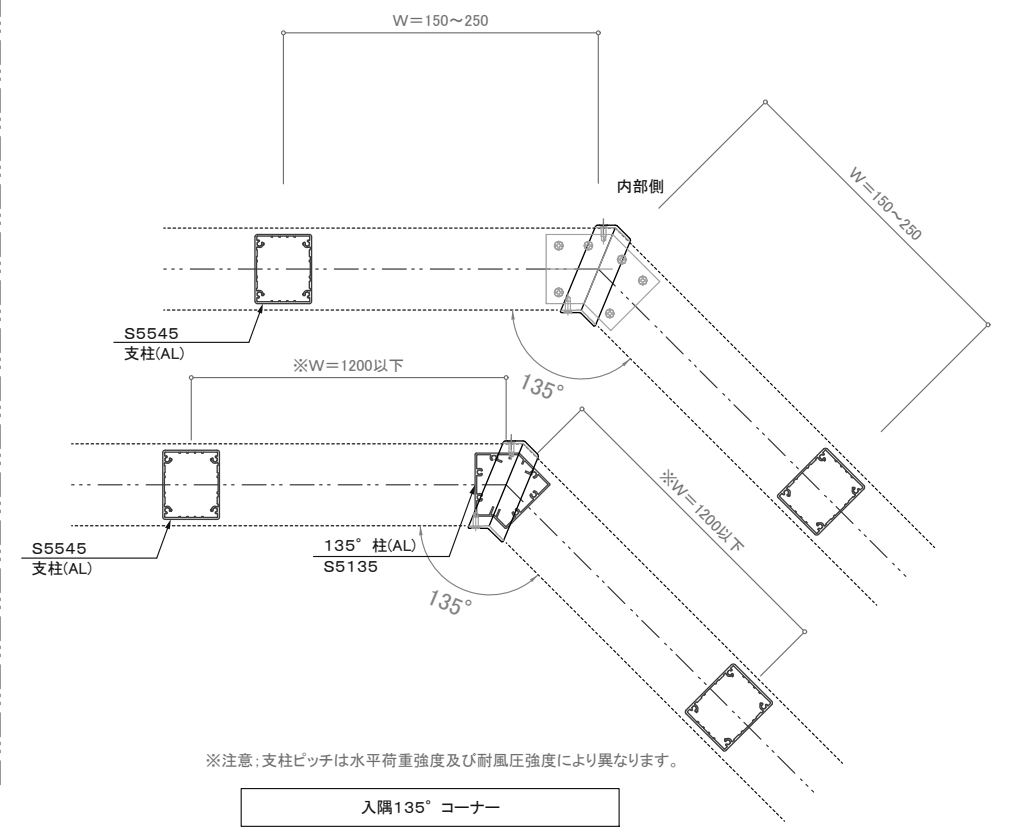 W＝150～250
内部側
W＝150～250
S5545
支柱(AL)
135°
※W＝1200以下
※W＝1200以下
S5545
支柱(AL)
135° 柱(AL)
S5135
135°
※注意；支柱ピッチは水平荷重強度及び耐風圧強度により異なります。
入隅135° コーナー